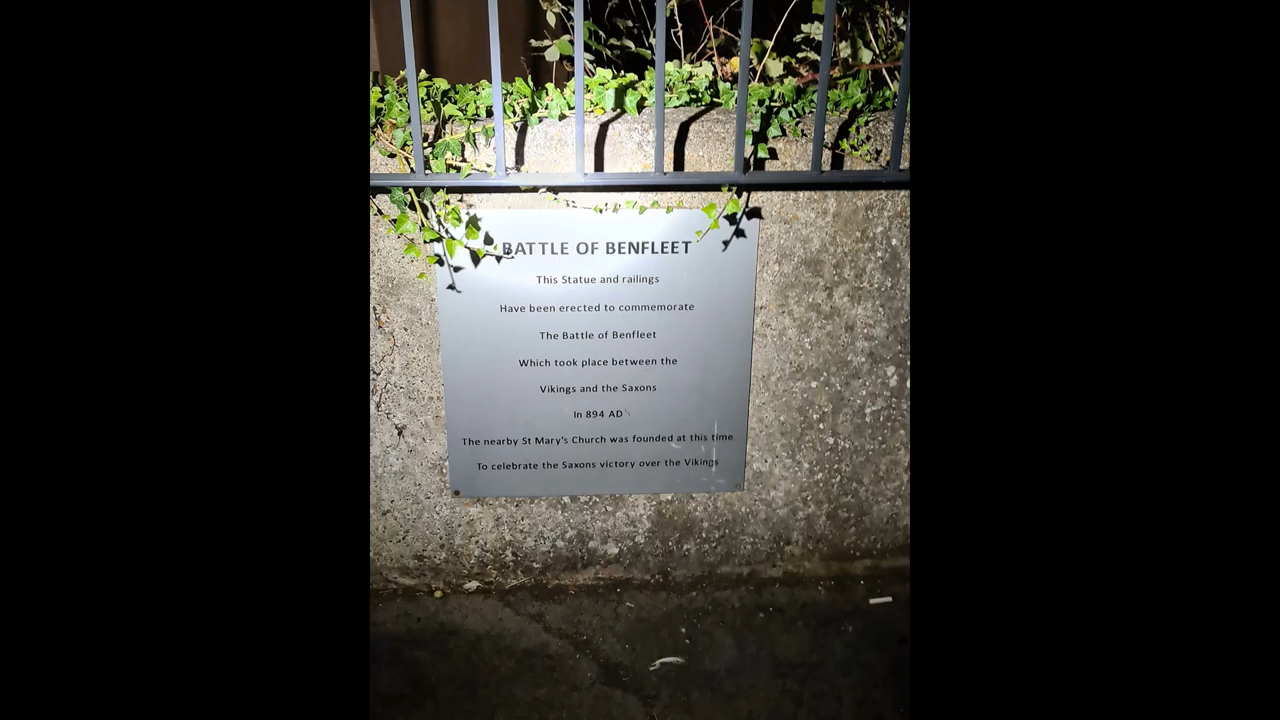 BATTLE OF BENFLEET
This Statue and railings
Have been erected to commemorate
The Battle of Benfleet
Which took place between the
Vikings and the Saxons
In 894 AD
The nearby St Mary's Church was founded at this time
To celebrate the Saxons victory over the Vikings